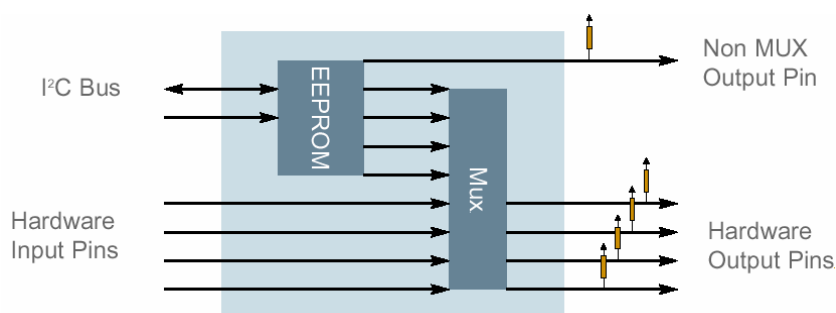 I²C Bus
EEPROM
Mux
Non MUX
Output Pin
Hardware
Input Pins
Hardware
Output Pins